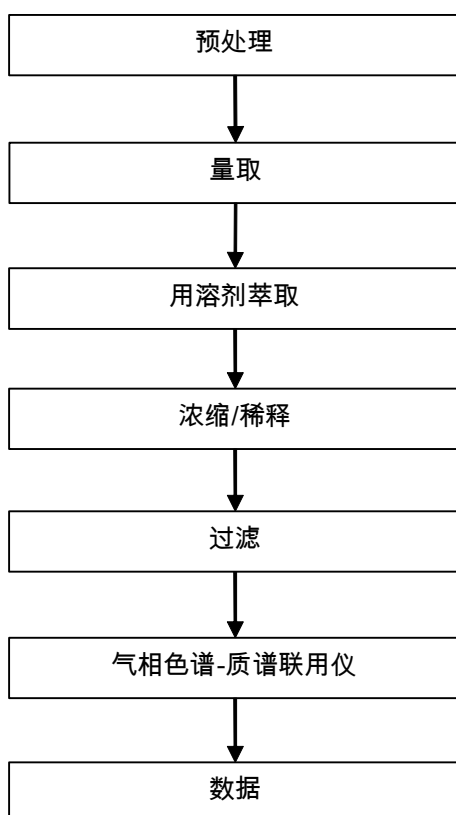 预处理
量取
用溶剂萃取
浓缩/稀释
过滤
气相色谱-质谱联用仪
数据